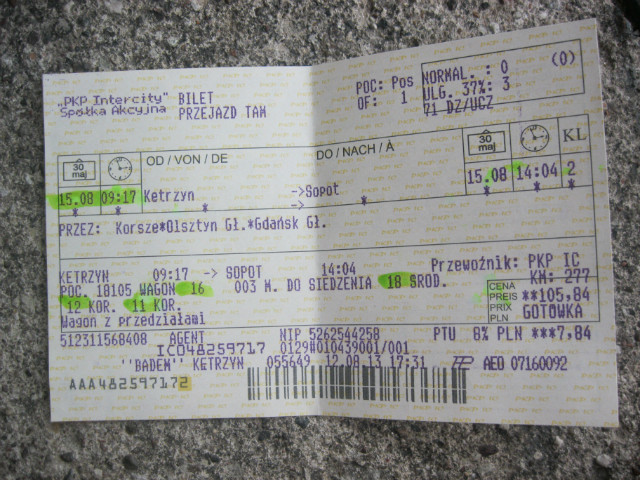 „PKP Intercity" BILET
Spółka Akcyjna PRZEJAZD TAM
POC: Pos NORMAL. : 0 (0)
OF: 1 ULG. 37%: 3
71 DZ/UCZ
30 maj OD / VON / DE DO / NACH / À 30 maj KL
15.08 09:17 Kętrzyn ->Sopot 15.08 14:04 2
* * * * * * *
PRZEZ: Korsze*Olsztyn Gł.*Gdańsk Gł.
KĘTRZYN 09:17 -> SOPOT 14:04 Przewoźnik: PKP IC
POC. 18105 WAGON 16 003 M. DO SIEDZENIA 18 ŚROD. KM: 277
12 KOR. 11 KOR. CENA PREIS PRIX PLN **105,84
Wagon z przedziałami GOTÓWKA
512311568408 AGENT NIP 5262544258 PTU 8% PLN ***7,84
IC048259717 0129#010439001/001
''BADEM'' KĘTRZYN 055649 12.08.13 17:31 AEO 07160092
AAA482597172